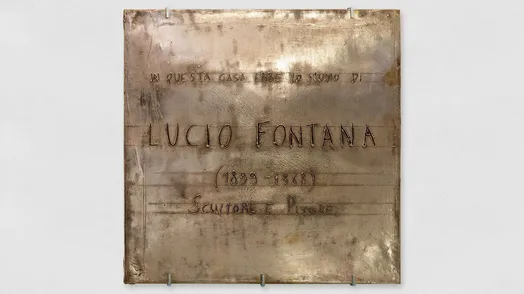 IN QUESTA CASA EBBE LO STUDIO DI
LUCIO FONTANA
(1899-1968)
SCULTORE E PITTORE